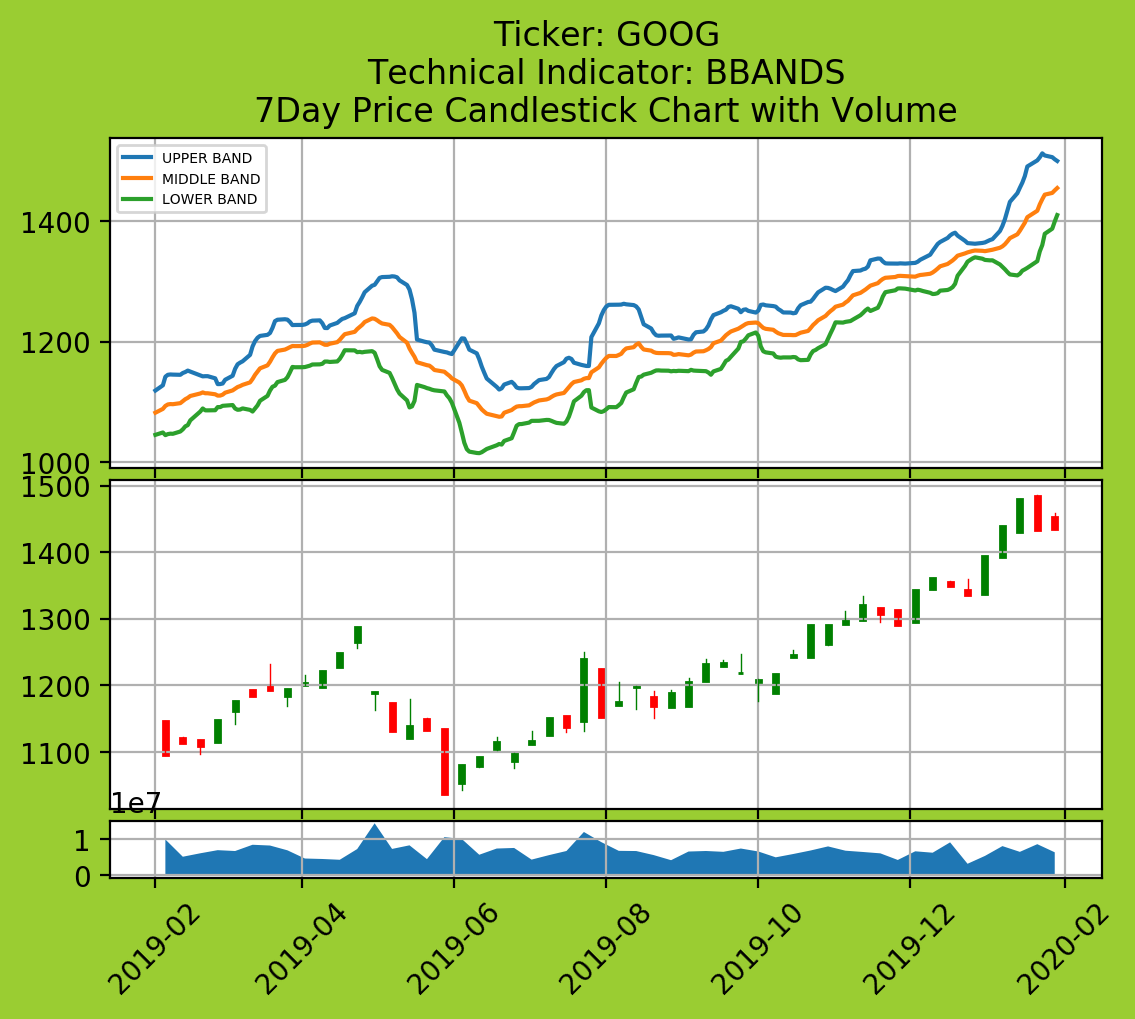 Ticker: GOOG
Technical Indicator: BBANDS
7Day Price Candlestick Chart with Volume
UPPER BAND
MIDDLE BAND
LOWER BAND
1400
1200
1000
1500
1400
1300
1200
1100
1e7
1
0
2019-02
2019-04
2019-06
2019-08
2019-10
2019-12
2020-02